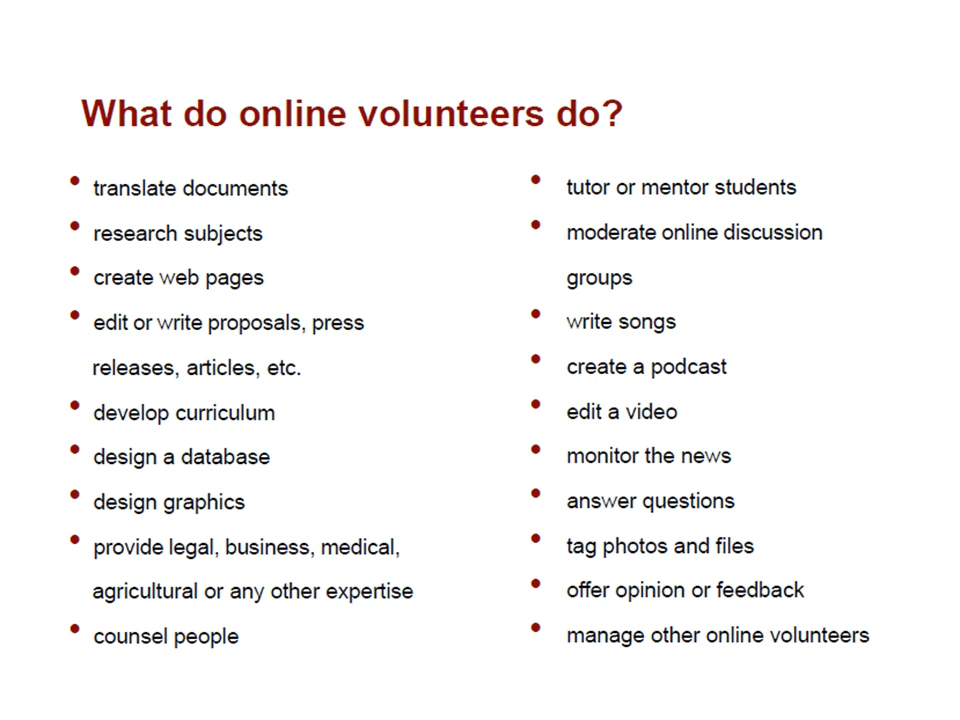 What do online volunteers do?
• translate documents
• research subjects
• create web pages
• edit or write proposals, press
releases, articles, etc.
• develop curriculum
• design a database
• design graphics
• provide legal, business, medical,
agricultural or any other expertise
• counsel people
• tutor or mentor students
• moderate online discussion
groups
• write songs
• create a podcast
• edit a video
• monitor the news
• answer questions
• tag photos and files
• offer opinion or feedback
• manage other online volunteers